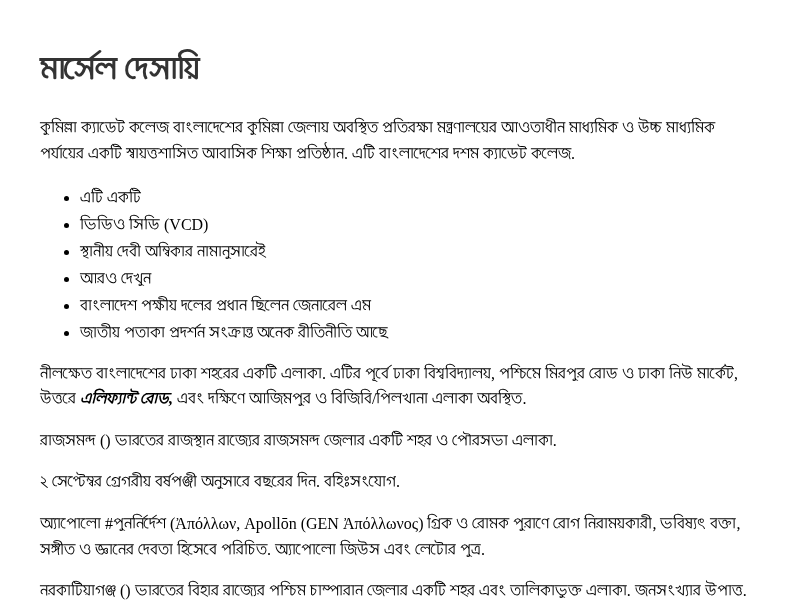 মার্সেল দেসায়ি
কুমিল্লা ক্যাডেট কলেজ বাংলাদেশের কুমিল্লা জেলায় অবস্থিত প্রতিরক্ষা মন্ত্রণালয়ের আওতাধীন মাধ্যমিক ও উচ্চ মাধ্যমিক
পর্যায়ের একটি স্বায়ত্তশাসিত আবাসিক শিক্ষা প্রতিষ্ঠান. এটি বাংলাদেশের দশম ক্যাডেট কলেজ.
• এটি একটি
• ভিডিও সিডি (VCD)
• স্থানীয় দেবী অম্বিকার নামানুসারেই
• আরও দেখুন
• বাংলাদেশ পক্ষীয় দলের প্রধান ছিলেন জেনারেল এম
• জাতীয় পতাকা প্রদর্শন সংক্রান্ত অনেক রীতিনীতি আছে
নীলক্ষেত বাংলাদেশের ঢাকা শহরের একটি এলাকা. এটির পূর্বে ঢাকা বিশ্ববিদ্যালয়, পশ্চিমে মিরপুর রোড ও ঢাকা নিউ মার্কেট,
উত্তরে এলিফ্যান্ট রোড, এবং দক্ষিণে আজিমপুর ও বিজিবি/পিলখানা এলাকা অবস্থিত.
রাজসমন্দ () ভারতের রাজস্থান রাজ্যের রাজসমন্দ জেলার একটি শহর ও পৌরসভা এলাকা.
২ সেপ্টেম্বর গ্রেগরীয় বর্ষপঞ্জী অনুসারে বছরের দিন. বহিঃসংযোগ.
অ্যাপোলো #পুনর্নির্দেশ (Ἀπόλλων, Apollōn (GEN Ἀπόλλωνος) গ্রিক ও রোমক পুরাণে রোগ নিরাময়কারী, ভবিষ্যৎ বক্তা,
সঙ্গীত ও জ্ঞানের দেবতা হিসেবে পরিচিত. অ্যাপোলো জিউস এবং লেটোর পুত্র.
নরকাটিয়াগঞ্জ () ভারতের বিহার রাজ্যের পশ্চিম চাম্পারান জেলার একটি শহর এবং তালিকাভুক্ত এলাকা. জনসংখ্যার উপাত্ত.